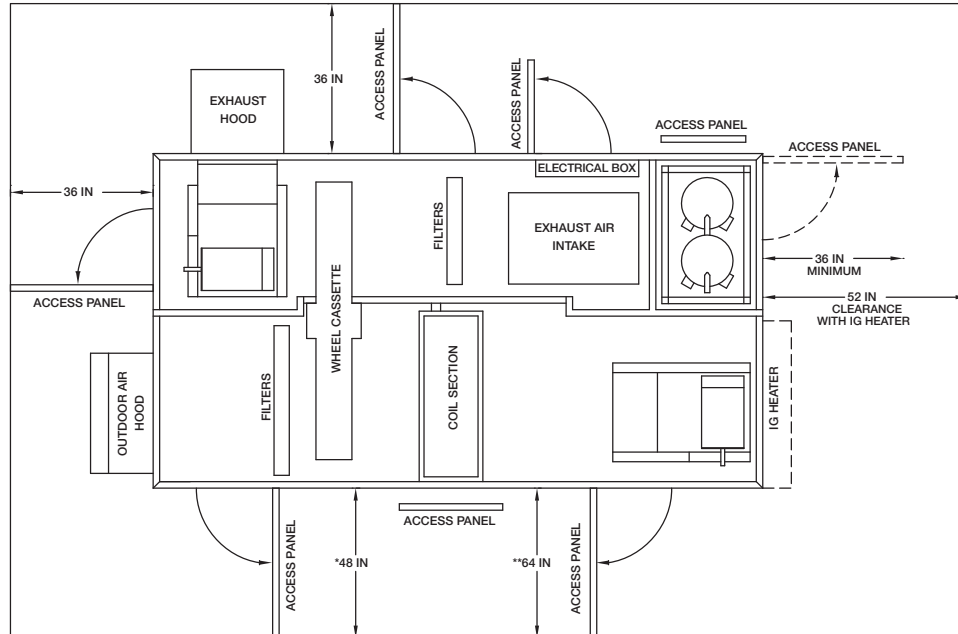 36 IN
ACCESS PANEL
ACCESS PANEL
EXHAUST
HOOD
ACCESS PANEL
ACCESS PANEL
36 IN
ELECTRICAL BOX
FILTERS
EXHAUST AIR
INTAKE
36 IN
MINIMUM
ACCESS PANEL
52 IN
CLEARANCE
WITH IG HEATER
WHEEL CASSETTE
OUTDOOR AIR
HOOD
FILTERS
COIL SECTION
IG HEATER
ACCESS PANEL
ACCESS PANEL
*48 IN
**64 IN
ACCESS PANEL